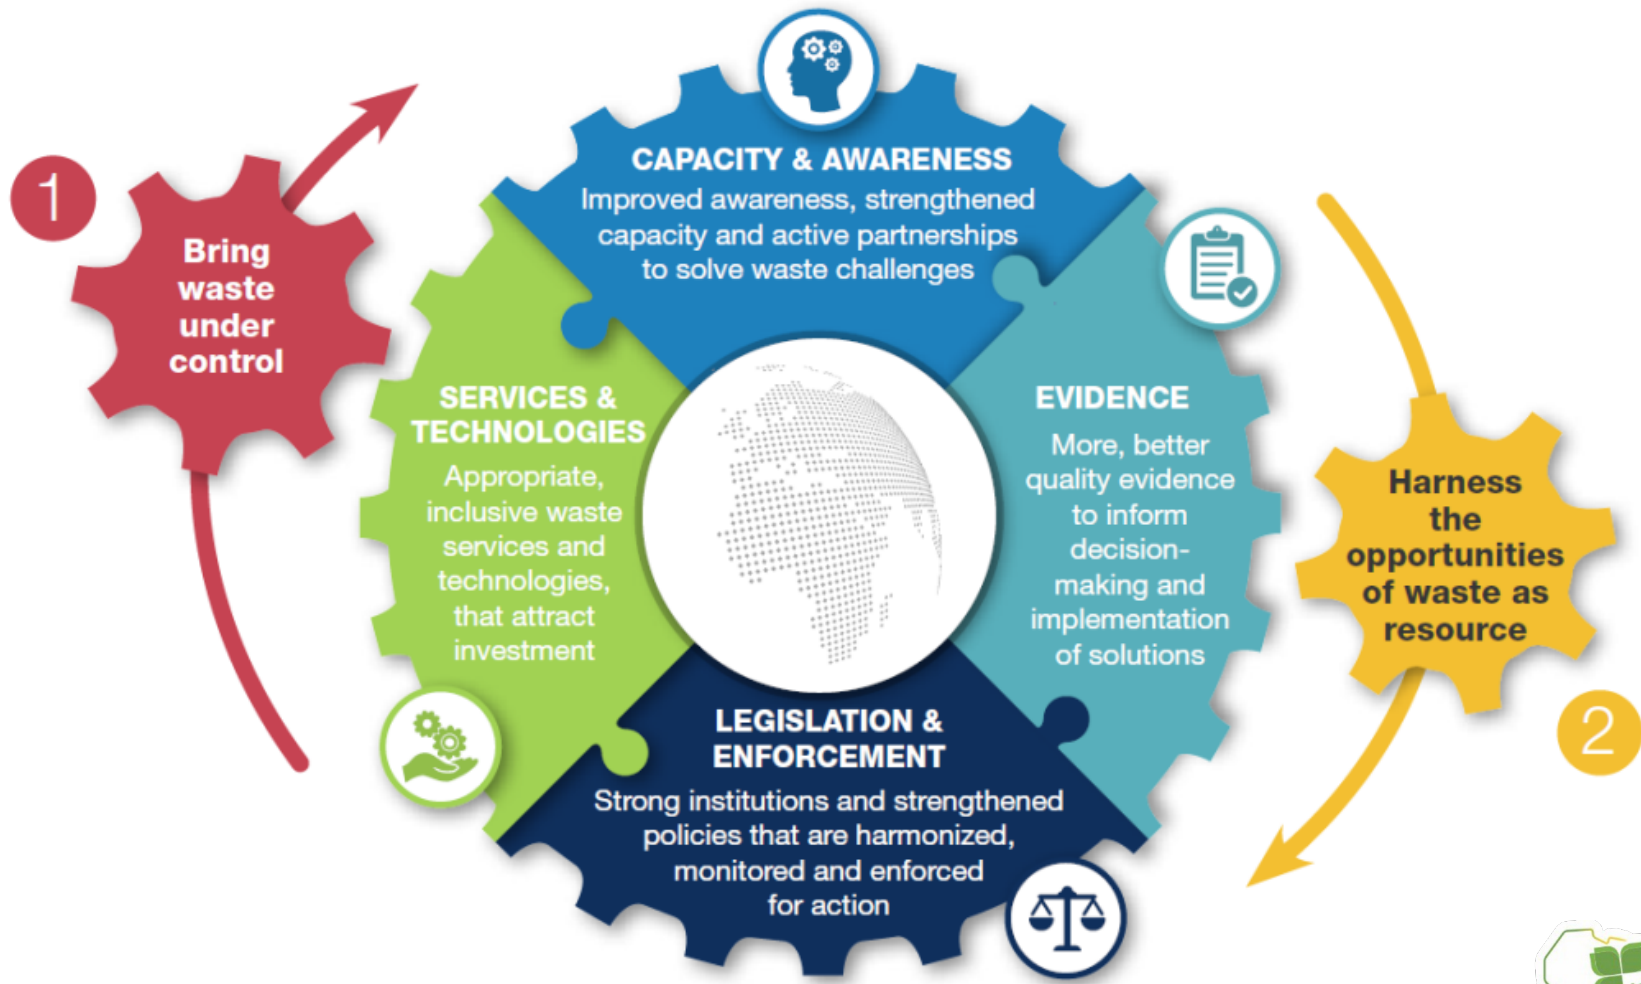 1
Bring
waste
under
control
CAPACITY & AWARENESS
Improved awareness, strengthened
capacity and active partnerships
to solve waste challenges
SERVICES &
TECHNOLOGIES
Appropriate,
inclusive waste
services and
technologies,
that attract
investment
EVIDENCE
More, better
quality evidence
to inform
decision-
making and
implementation
of solutions
LEGISLATION &
ENFORCEMENT
Strong institutions and strengthened
policies that are harmonized,
monitored and enforced
for action
Harness
the
opportunities
of waste as
resource
2